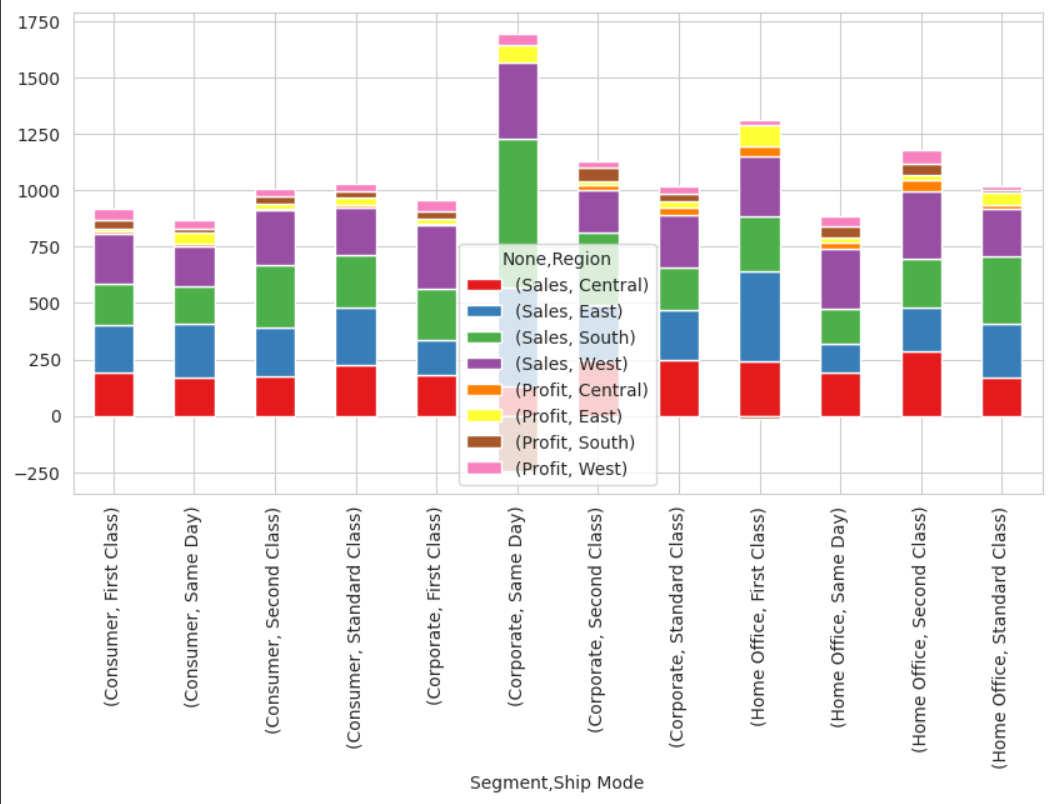 1750
1500
1250
1000
750
500
250
0
−250
None,Region
(Sales, Central)
(Sales, East)
(Sales, South)
(Sales, West)
(Profit, Central)
(Profit, East)
(Profit, South)
(Profit, West)
(Consumer, First Class)
(Consumer, Same Day)
(Consumer, Second Class)
(Consumer, Standard Class)
(Corporate, First Class)
(Corporate, Same Day)
(Corporate, Second Class)
(Corporate, Standard Class)
(Home Office, First Class)
(Home Office, Same Day)
(Home Office, Second Class)
(Home Office, Standard Class)
Segment,Ship Mode